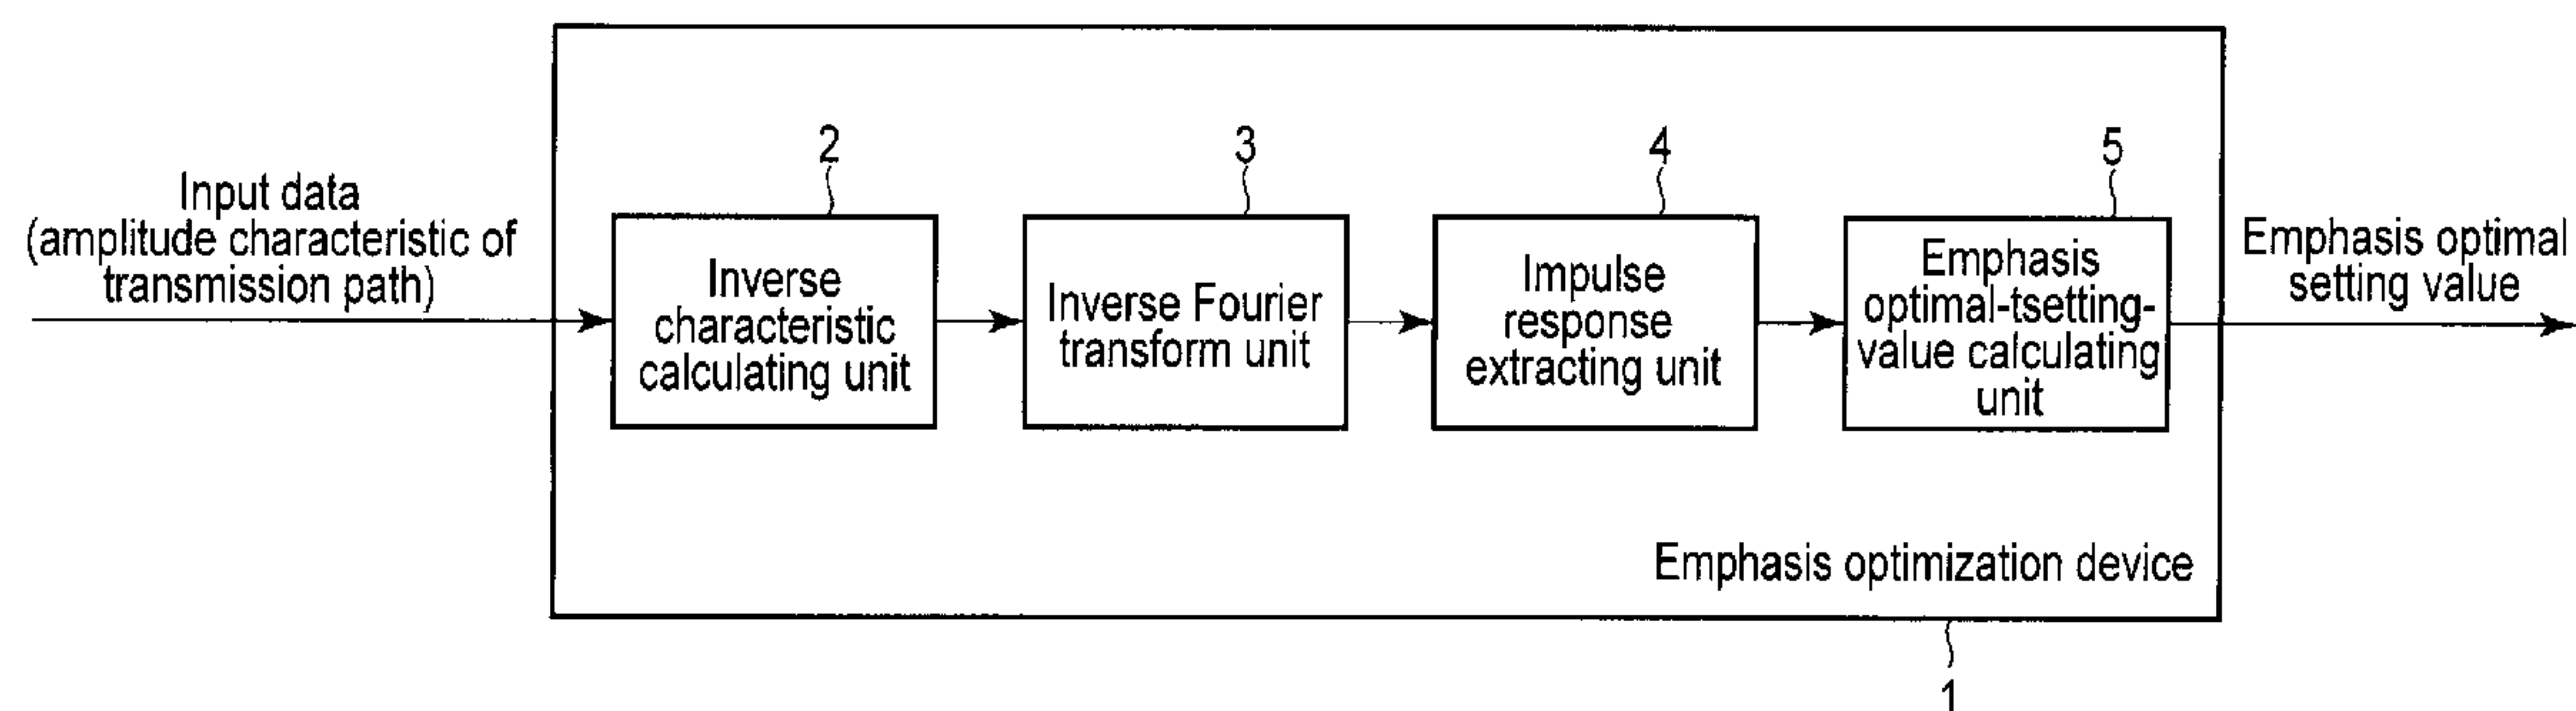 Input data
(amplitude characteristic of
transmission path)
2
Inverse
characteristic
calculating unit
3
Inverse Fourier
transform unit
4
Impulse
response
extracting unit
5
Emphasis
optimal-tsetting-
value calculating
unit
Emphasis optimal
setting value
Emphasis optimization device
1